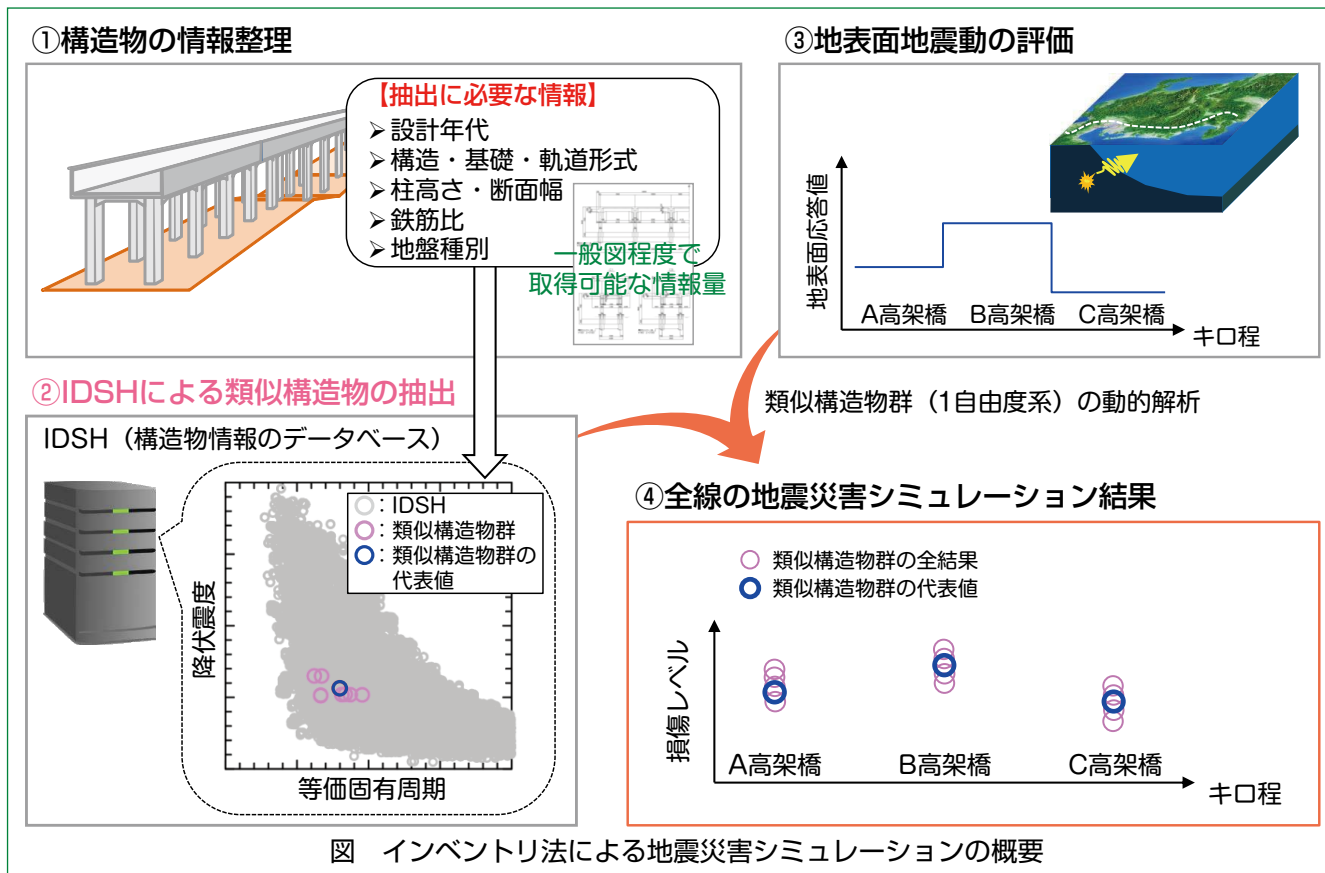 ①構造物の情報整理
【抽出に必要な情報】
➢設計年代
➢構造・基礎・軌道形式
➢柱高さ・断面幅
➢鉄筋比
➢地盤種別
一般図程度で
取得可能な情報量
②IDSHによる類似構造物の抽出
IDSH（構造物情報のデータベース）
○：IDSH
○：類似構造物群
○：類似構造物群の
代表値
降伏震度
等価固有周期
③地表面地震動の評価
地表面応答値
A高架橋 B高架橋 C高架橋
キロ程
類似構造物群（1自由度系）の動的解析
④全線の地震災害シミュレーション結果
○ 類似構造物群の全結果
○ 類似構造物群の代表値
損傷レベル
A高架橋 B高架橋 C高架橋
キロ程
図　インベントリ法による地震災害シミュレーションの概要